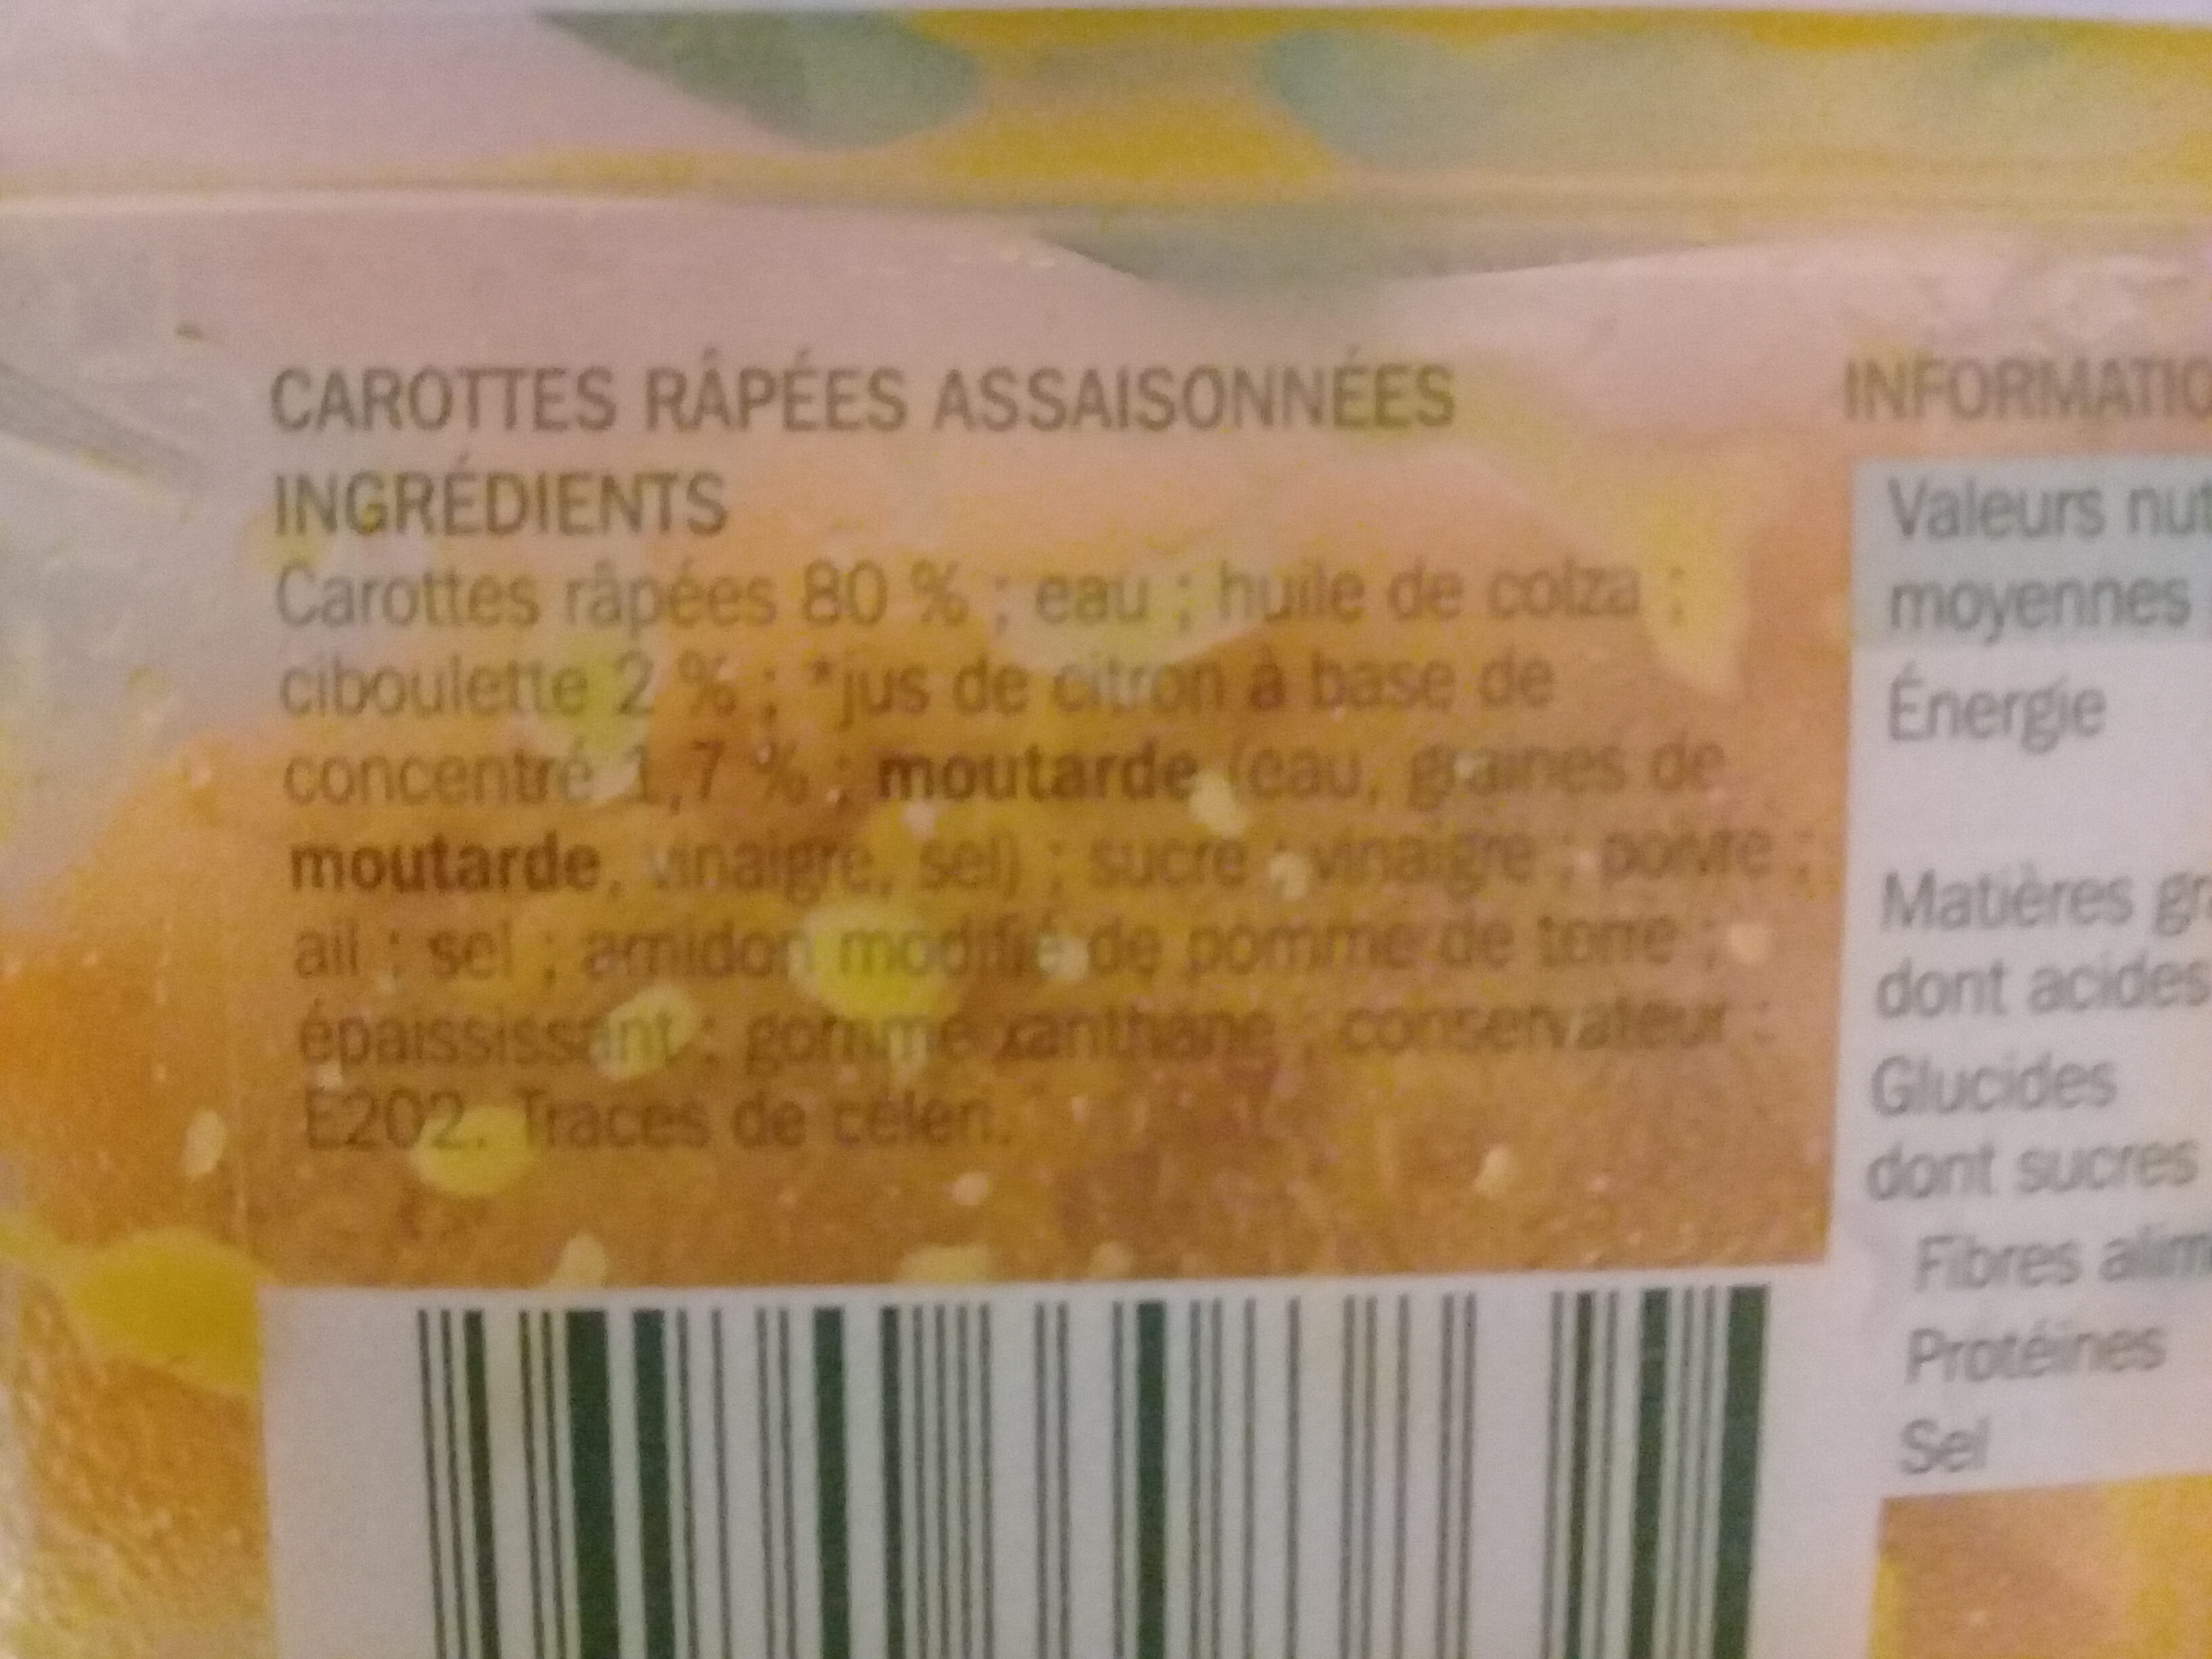 CAROTTES RÂPÉES ASSAISONNÉES
INGRÉDIENTS
Carottes râpées 80 % ; eau ; huile de colza ;
ciboulette 2 % ; *jus de citron à base de
concentré 1,7 % ; moutarde (eau, graines de
moutarde, vinaigre, sel) ; sucre ; vinaigre ; poivre ;
ail ; sel ; amidon modifié de pomme de terre ;
épaississant : gomme xanthane ; conservateur :
E202. Traces de céleri.
INFORMATIO
Valeurs nut
moyennes
Énergie
Matières gr
dont acides
Glucides
dont sucres
Fibres alim
Protéines
Sel